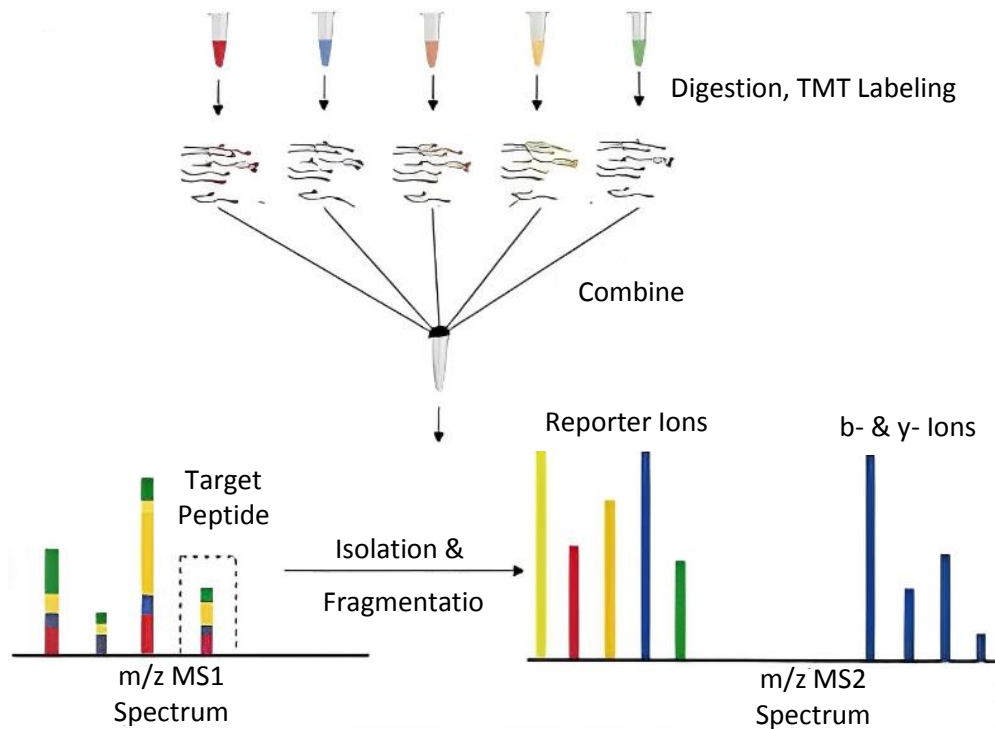 Digestion, TMT Labeling
Combine
Reporter Ions
b- & y- Ions
Target
Peptide
Isolation &
Fragmentatio
m/z MS1
Spectrum
m/z MS2
Spectrum